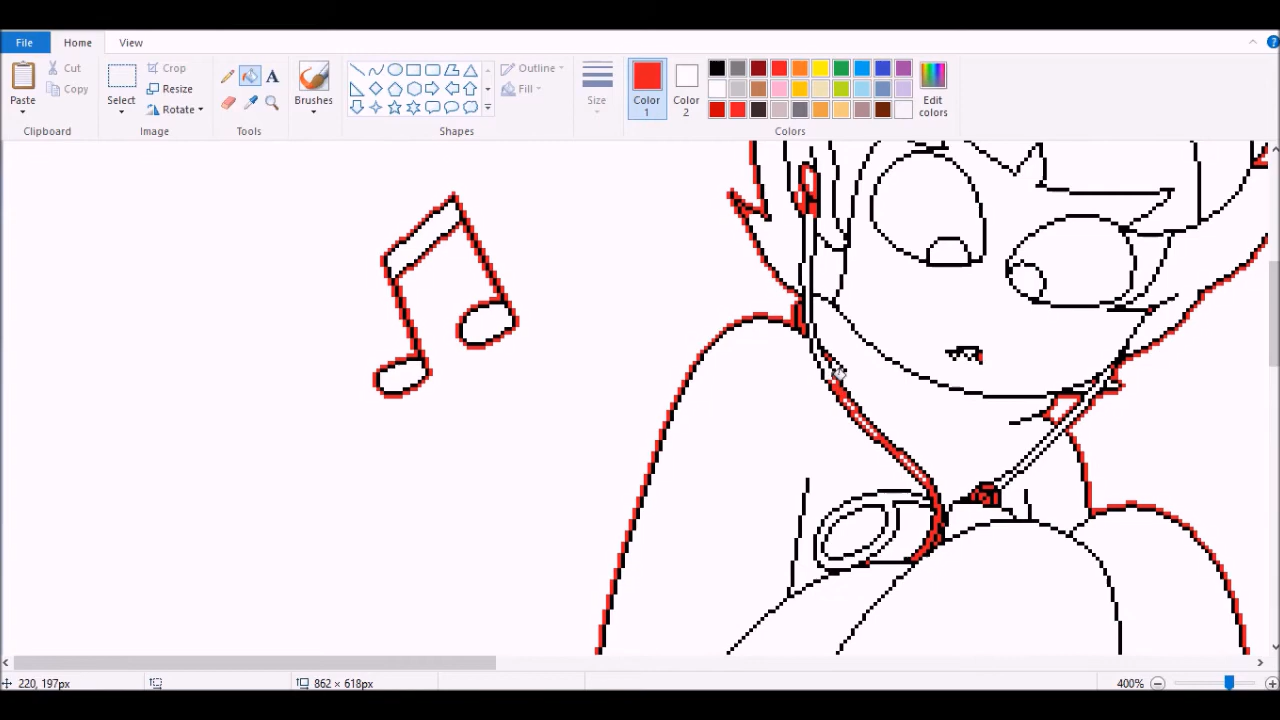 File Home View
Paste
Cut
Copy
Clipboard
Select
Crop
Resize
Rotate
Image
A
Tools
Brushes
Outline
Fill
Shapes
Size
Color 1
Color 2
Edit colors
Colors
220, 197px
862 × 618px
400%